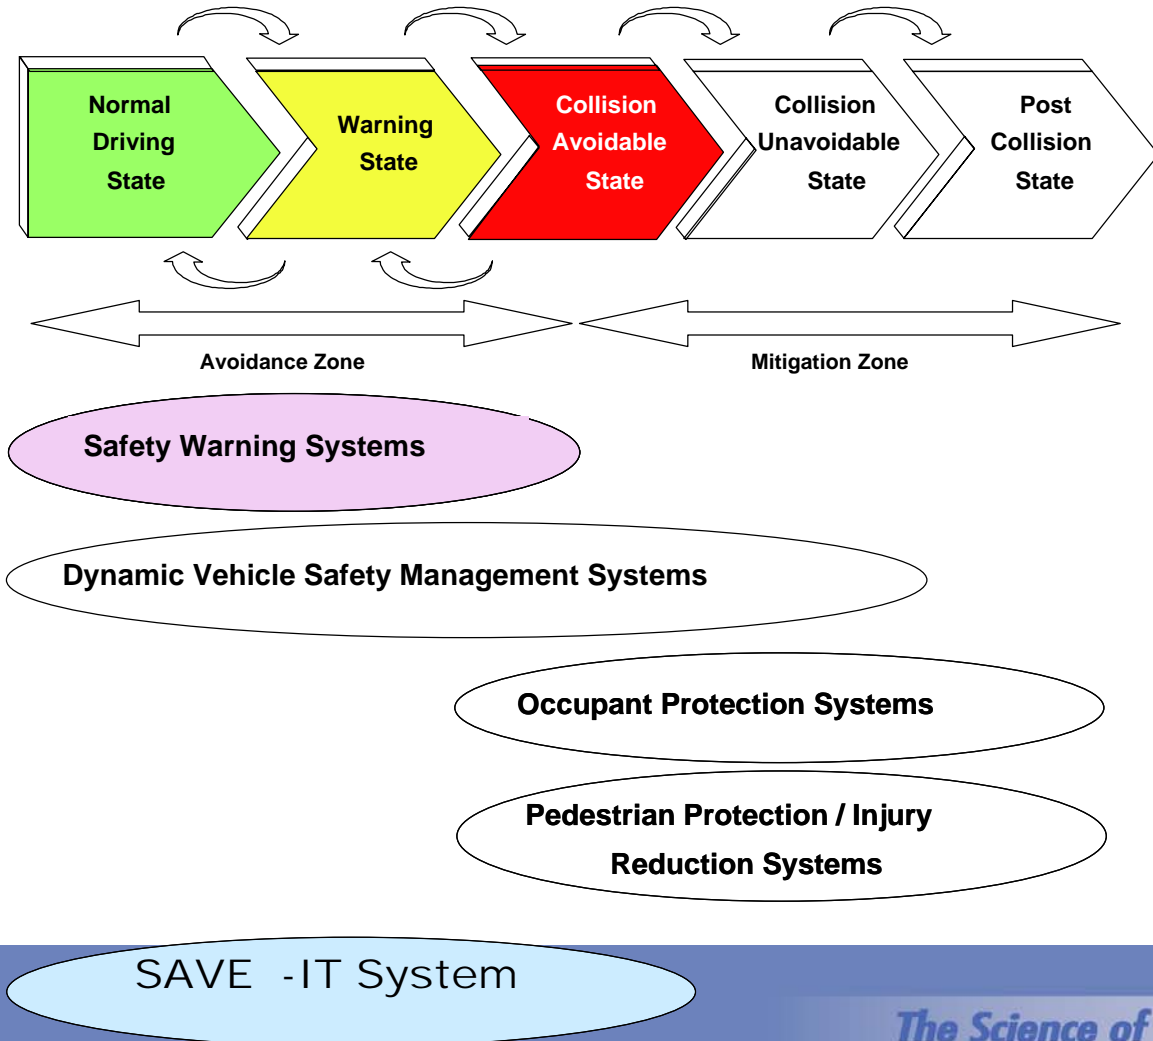 Normal
Driving
State
Warning
State
Collision
Avoidable
State
Collision
Unavoidable
State
Post
Collision
State
Avoidance Zone
Mitigation Zone
Safety Warning Systems
Dynamic Vehicle Safety Management Systems
Occupant Protection Systems
Pedestrian Protection / Injury
Reduction Systems
SAVE -IT System
The Science of